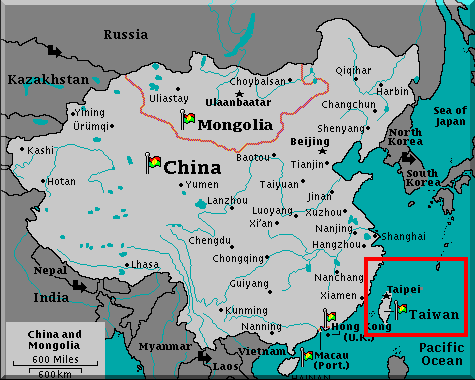 Russia
Kazakhstan
Choybalsan
Qiqihar
Uliastay
Ulaanbaatar
Harbin
Yining
Ürümqi
Mongolia
Changchun
Sea of
Japan
Shenyang
North
Korea
Kashi
China
Baotou
Beijing
Tianjin
South
Korea
Hotan
Yumen
Taiyuan
Jinan
Lanzhou
Luoyang
Xuzhou
Xi'an
Nanjing
Shanghai
Chengdu
Hangzhou
Lhasa
Chongqing
Nepal
NanChang
Guiyang
Taipei
India
Xiamen
Taiwan
Kunming
China and
Mongolia
600 Miles
600km
Nanning
Hong Kong
(U.K.)
Myanmar
Vietnam
Macau
(Port.)
Pacific
Ocean
Laos
HAINAN